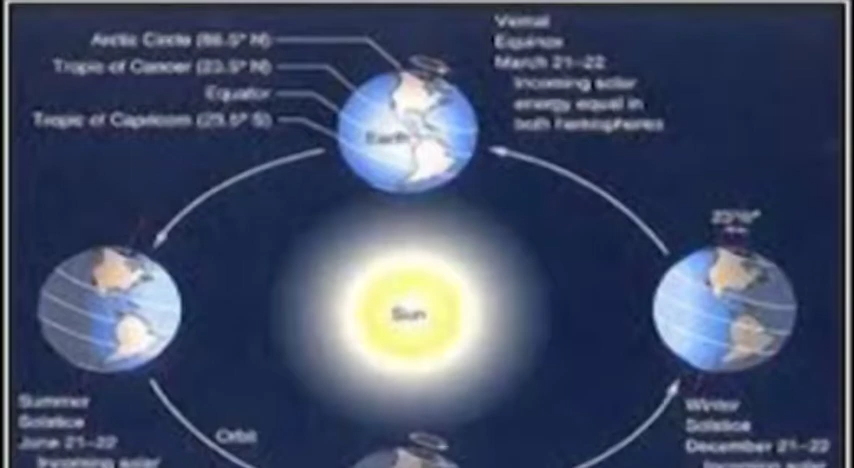 Arctic Circle (66.5° N)
Tropic of Cancer (23.5° N)
Equator
Tropic of Capricorn (23.5° S)
Vernal
Equinox
March 21–22
Incoming solar
energy equal in
both hemispheres
Earth
Sun
Summer
Solstice
June 21–22
Incoming solar
Orbit
Winter
Solstice
December 21–22